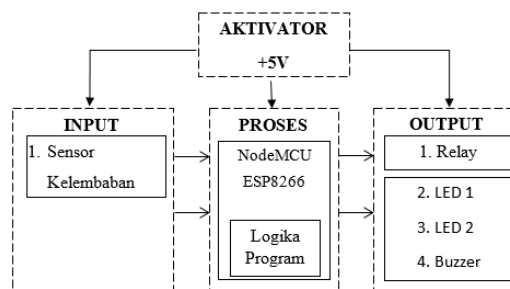 AKTIVATOR
+5V
INPUT
1. Sensor
Kelembaban
PROSES
NodeMCU
ESP8266
Logika
Program
OUTPUT
1. Relay
2. LED 1
3. LED 2
4. Buzzer